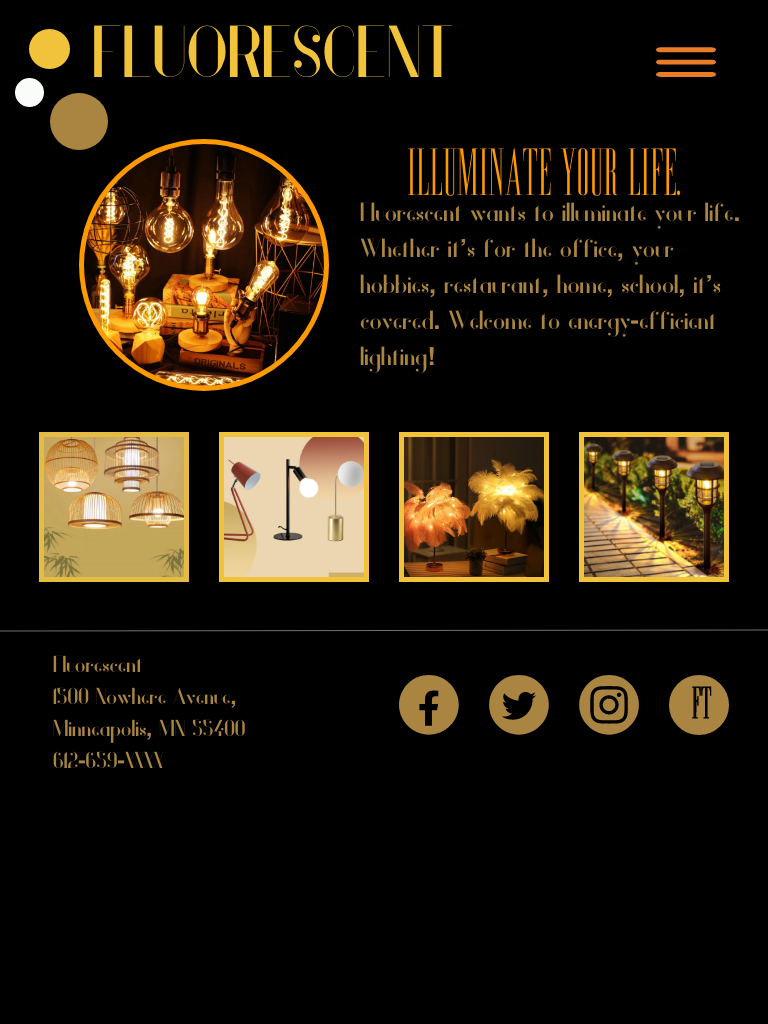 FLUORESCENT
ILLUMINATE YOUR LIFE.
Fluorescent wants to illuminate your life.
Whether it's for the office, your
hobbies, restaurant, home, school, it's
covered. Welcome to energy-efficient
lighting!
ORIGINALS
Fluorescent
1500 Nowhere Avenue,
Minneapolis, MN 55400
612-659-XXXX
FT